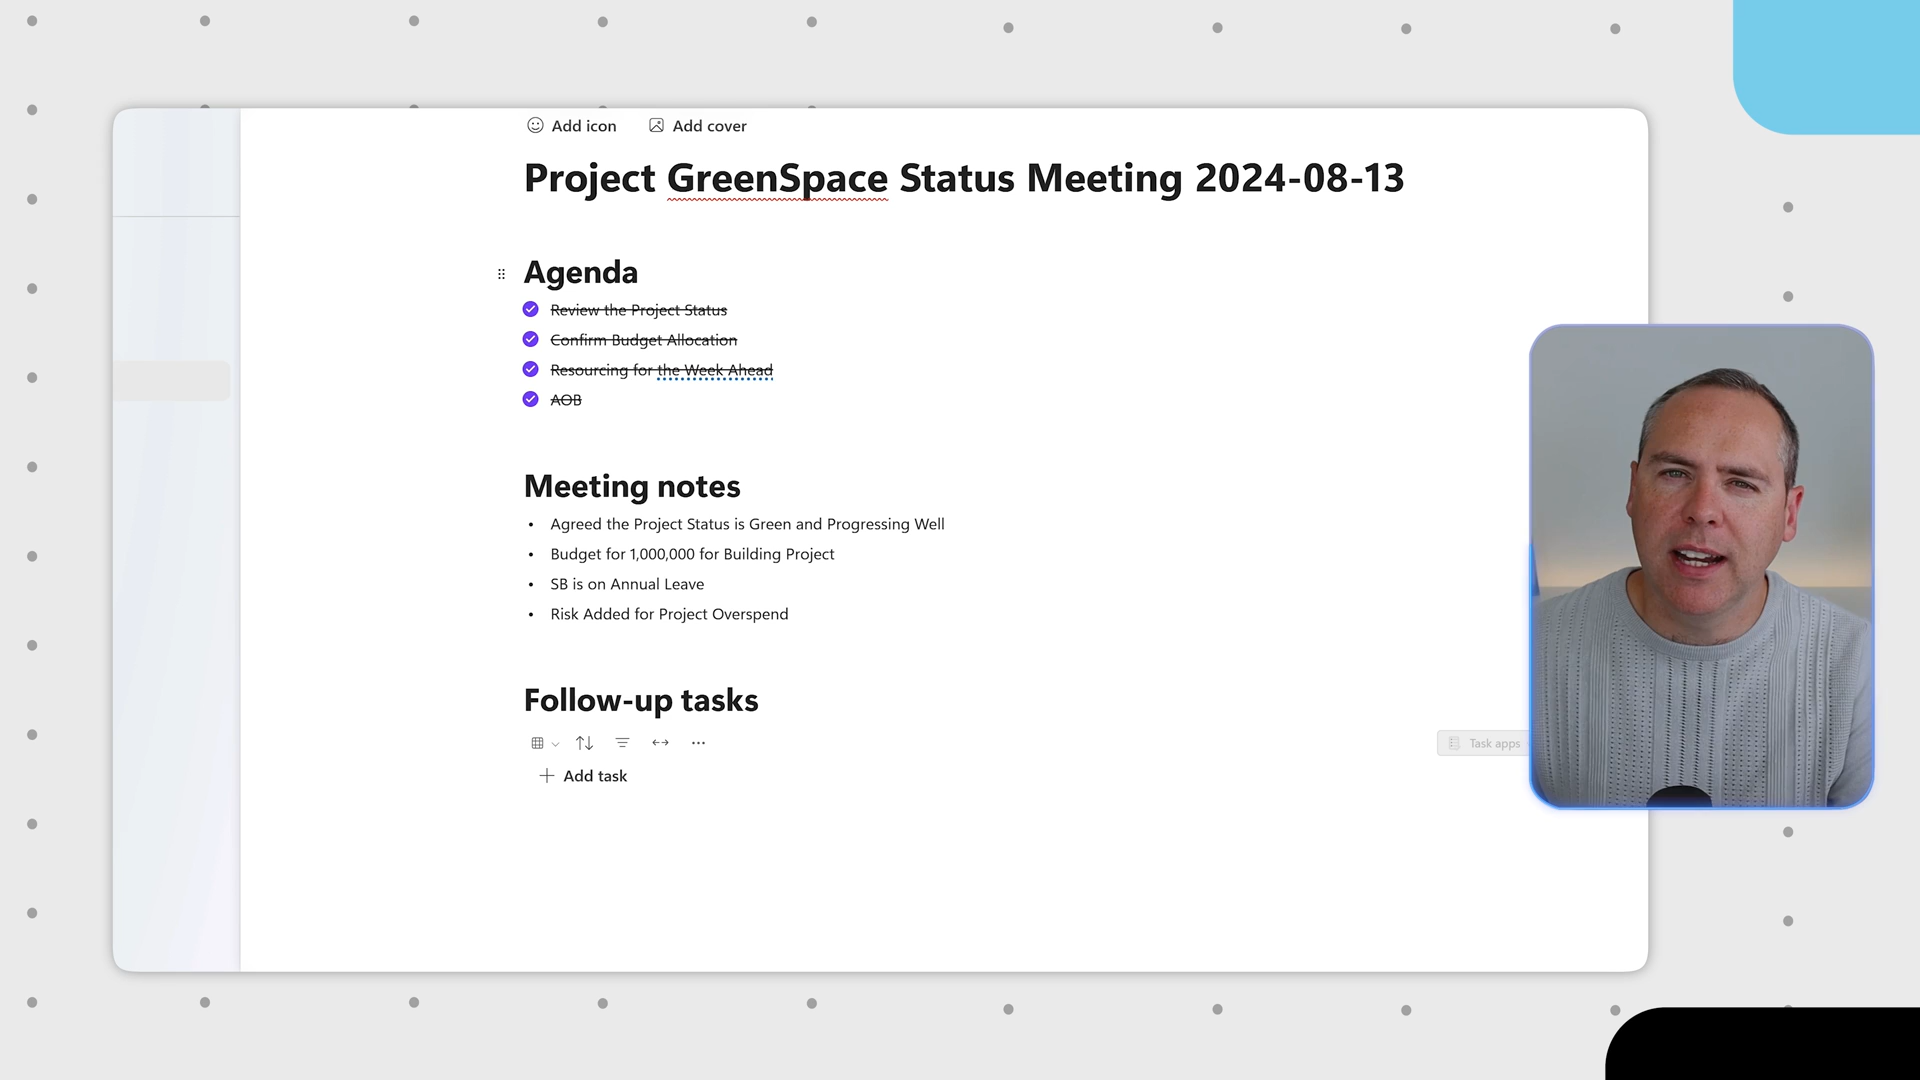 Add icon Add cover
Project GreenSpace Status Meeting 2024-08-13
Agenda
Review the Project Status
Confirm Budget Allocation
Resourcing for the Week Ahead
AOB
Meeting notes
• Agreed the Project Status is Green and Progressing Well
• Budget for 1,000,000 for Building Project
• SB is on Annual Leave
• Risk Added for Project Overspend
Follow-up tasks
Task apps
Add task